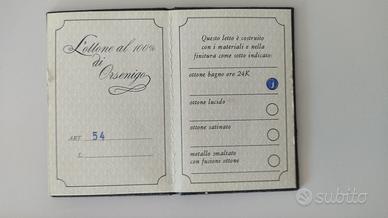 L'ottone al 100%
di
Orsenigo
ART. 54
Questo letto è costruito
con i materiali e nella
finitura come sotto indicato:
ottone bagno oro 24K
ottone lucido
ottone satinato
metallo smaltato
con fusioni ottone
subito